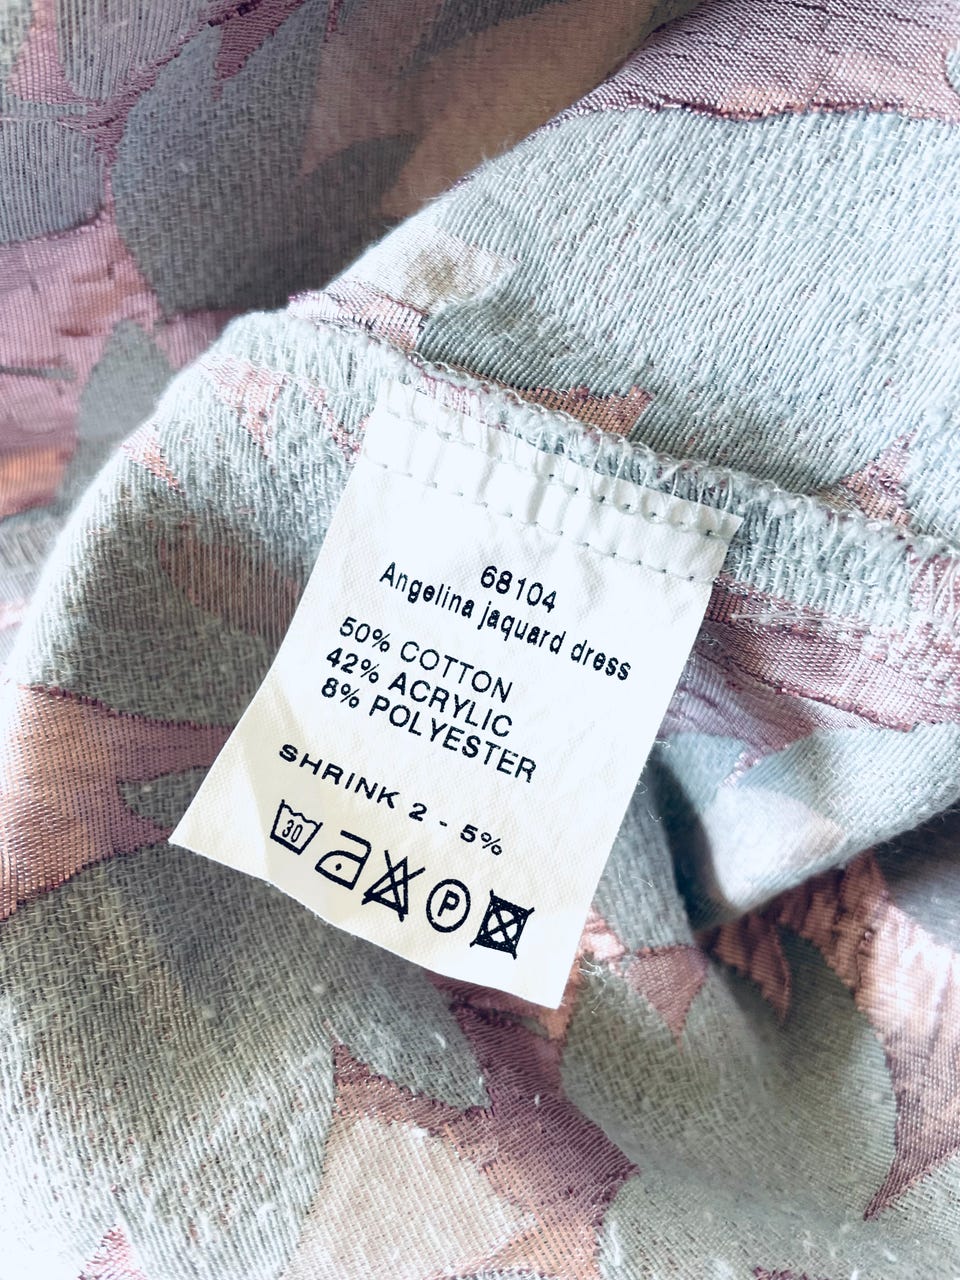 68104
Angelina jaquard dress
50% COTTON
42% ACRYLIC
8% POLYESTER
SHRINK 2 - 5%
30
P